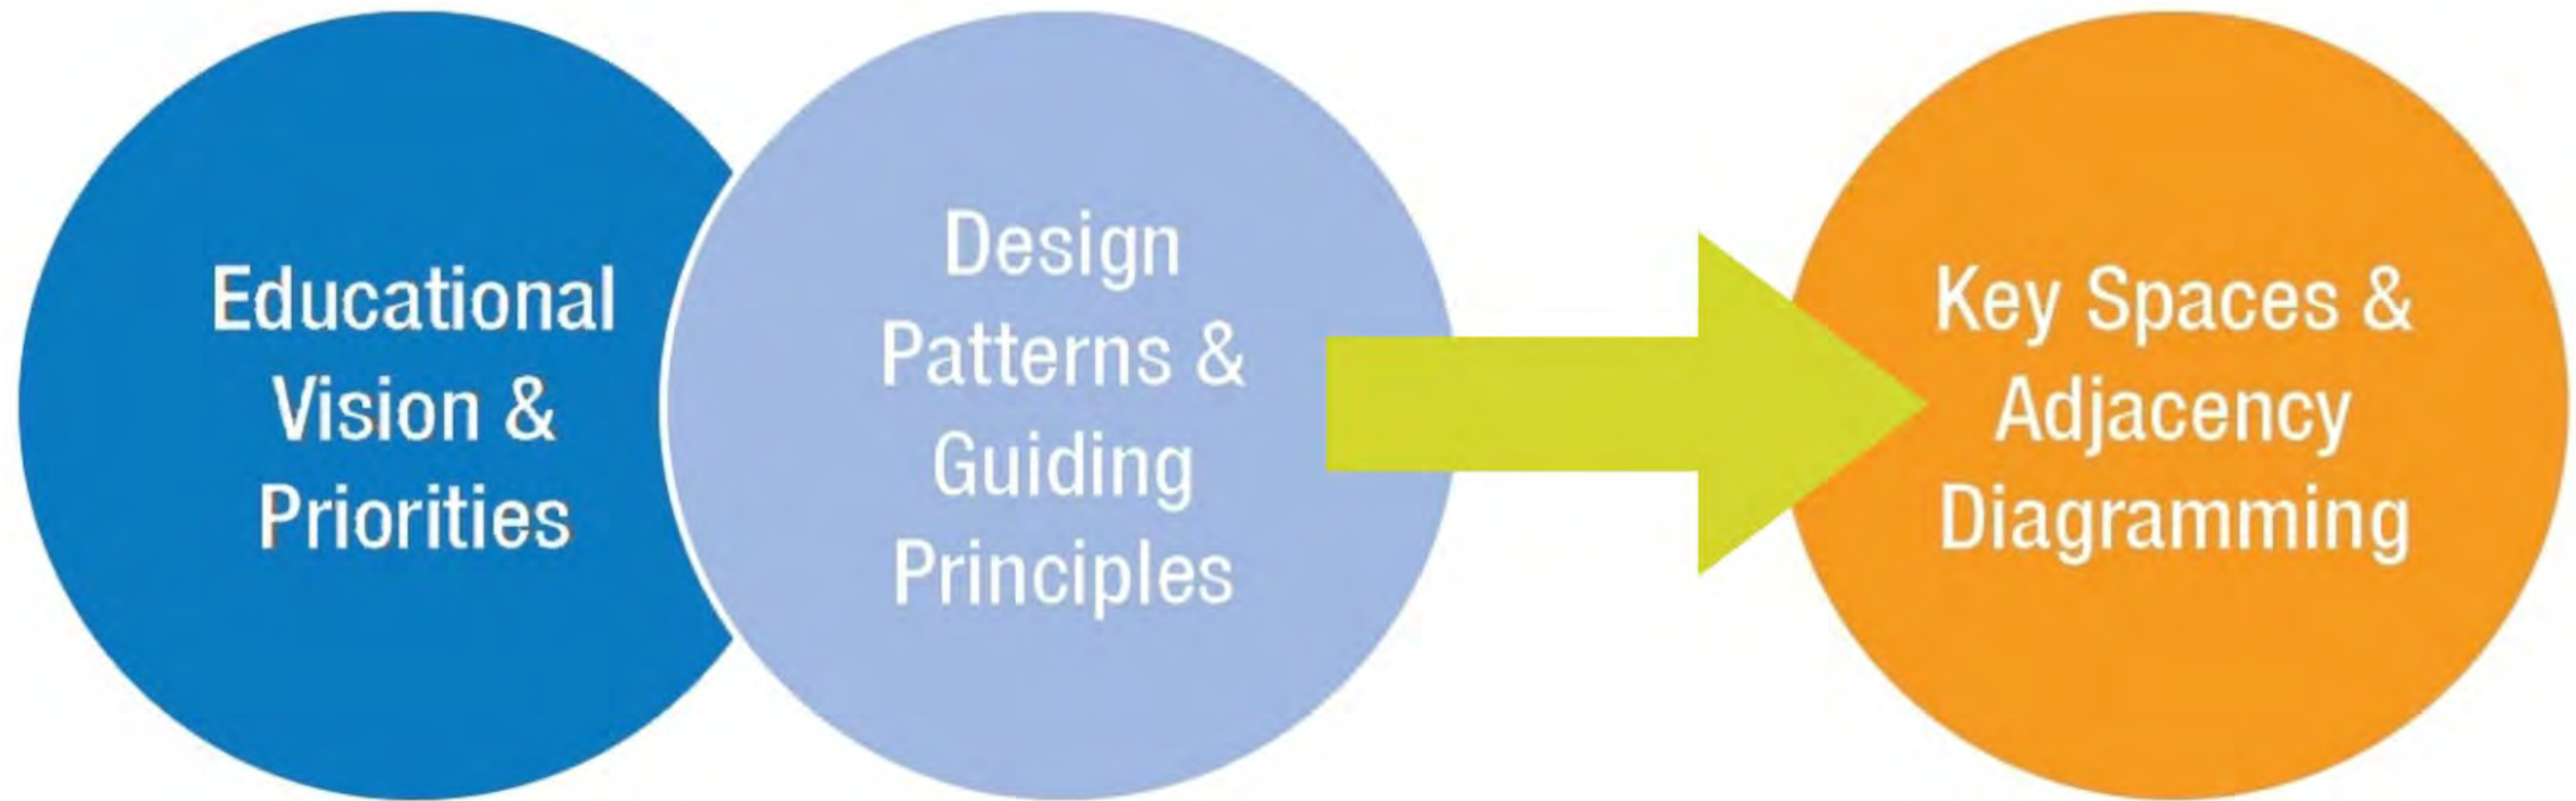 Educational
Vision &
Priorities
Design
Patterns &
Guiding
Principles
Key Spaces &
Adjacency
Diagramming